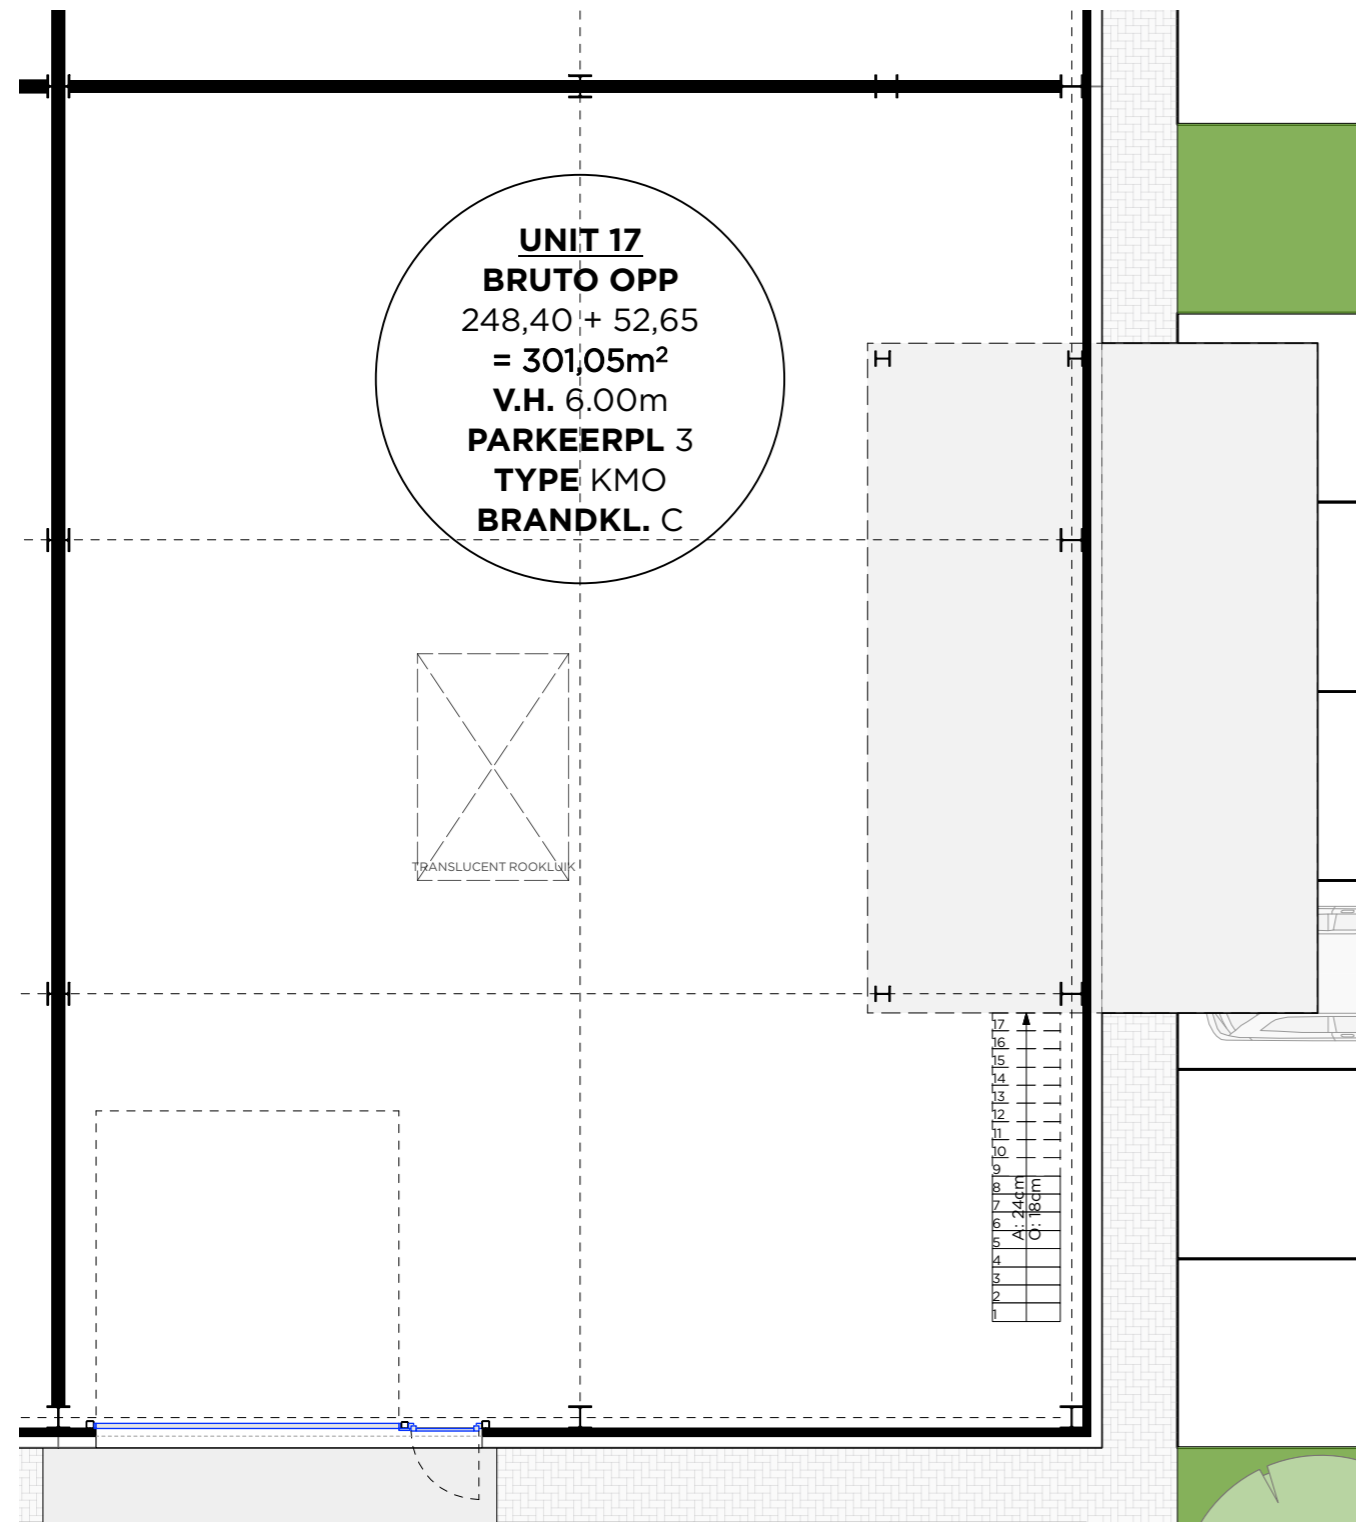 UNIT 17
BRUTO OPP
248,40 + 52,65
= 301,05m²
V.H. 6.00m
PARKEERPL 3
TYPE KMO
BRANDKL. C
TRANSLUCENT ROOKLUIK
17
16
15
14
13
12
11
10
9
8
7
6
5
4
3
2
1
A: 24cm
O: 18cm